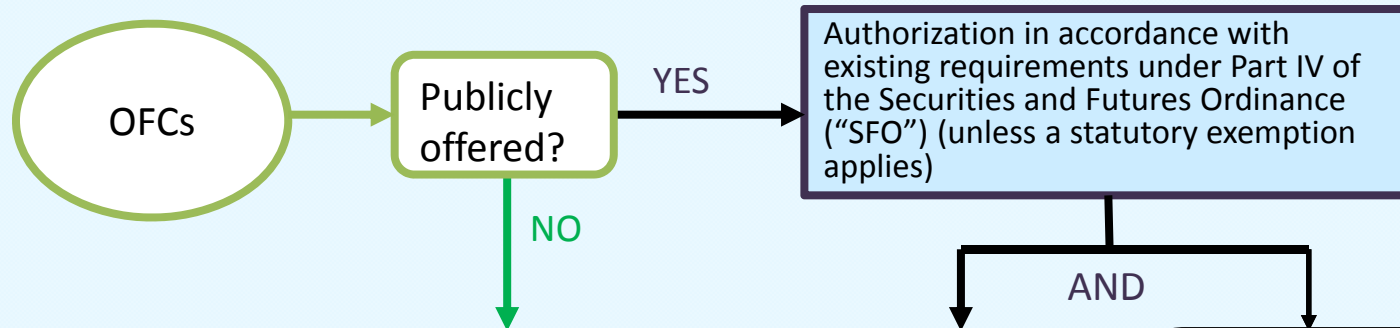 OFCs
Publicly
offered?
YES
Authorization in accordance with
existing requirements under Part IV of
the Securities and Futures Ordinance
(“SFO”) (unless a statutory exemption
applies)
NO
AND